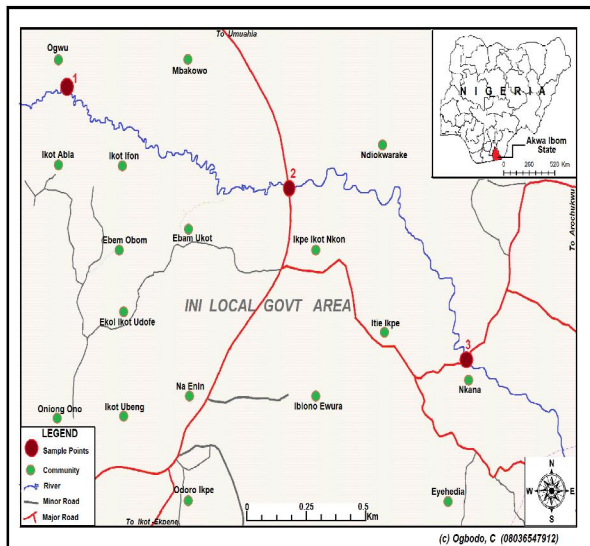 To Umuahia
Ogwu
Mbakowo
1
N I G E R I A
Akwa Ibom
State
0 260 520 Km
Ikot Abia
Ikot Ifon
Ndiokwarake
2
To Arochukwu
Ebem Obom
Ebam Ukot
Ikpe Ikot Nkon
INI LOCAL GOVT AREA
Ekoi Ikot Udofe
Itie Ikpe
3
Nkana
Na Enin
Ibiono Ewura
Oniong Ono
Ikot Ubeng
LEGEND
Sample Points
Community
River
Minor Road
Major Road
Odoro Ikpe
Eyehedia
0 0.25 0.5
Km
To Ikot Ekpene
N
W E
S
(c) Ogbodo, C (08036547912)